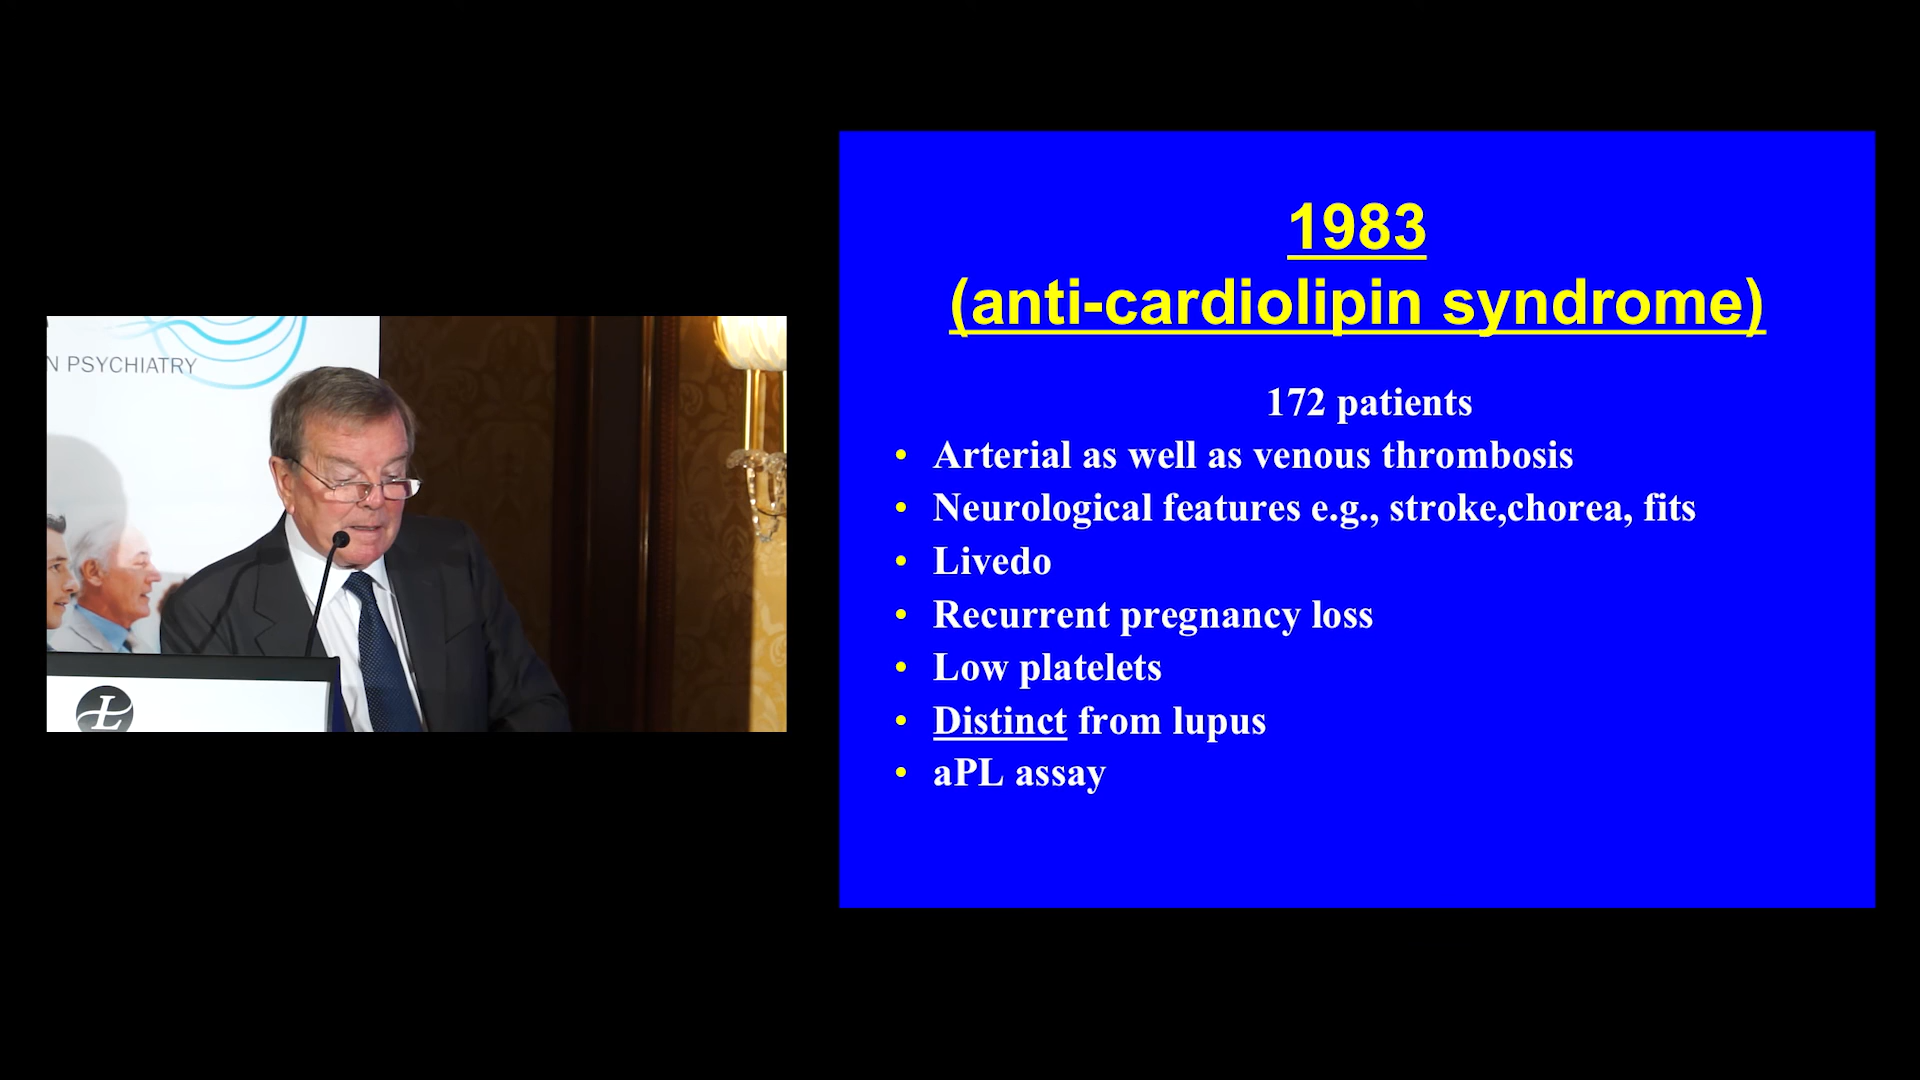 N PSYCHIATRY
L
1983
(anti-cardiolipin syndrome)
172 patients
• Arterial as well as venous thrombosis
• Neurological features e.g., stroke,chorea, fits
• Livedo
• Recurrent pregnancy loss
• Low platelets
• Distinct from lupus
• aPL assay